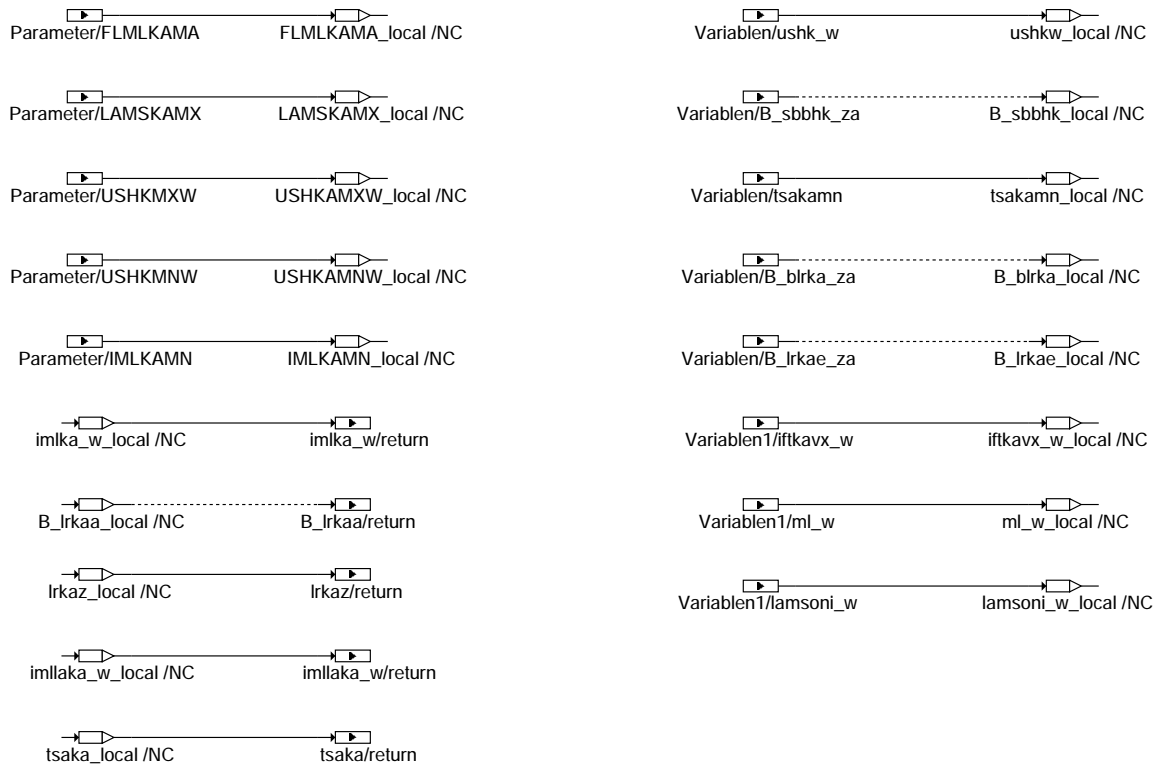 Parameter/FLMLKAMA FLMLKAMA_local /NC
Parameter/LAMSKAMX LAMSKAMX_local /NC
Parameter/USHKMXW USHKAMXW_local /NC
Parameter/USHKMNW USHKAMNW_local /NC
Parameter/IMLKAMN IMLKAMN_local /NC
imlka_w_local /NC imlka_w/return
B_lrkaa_local /NC B_lrkaa/return
lrkaz_local /NC lrkaz/return
imllaka_w_local /NC imllaka_w/return
tsaka_local /NC tsaka/return
Variablen/ushk_w ushkw_local /NC
Variablen/B_sbbhk_za B_sbbhk_local /NC
Variablen/tsakamn tsakamn_local /NC
Variablen/B_blrka_za B_blrka_local /NC
Variablen/B_lrkae_za B_lrkae_local /NC
Variablen1/iftkavx_w iftkavx_w_local /NC
Variablen1/ml_w ml_w_local /NC
Variablen1/lamsoni_w lamsoni_w_local /NC